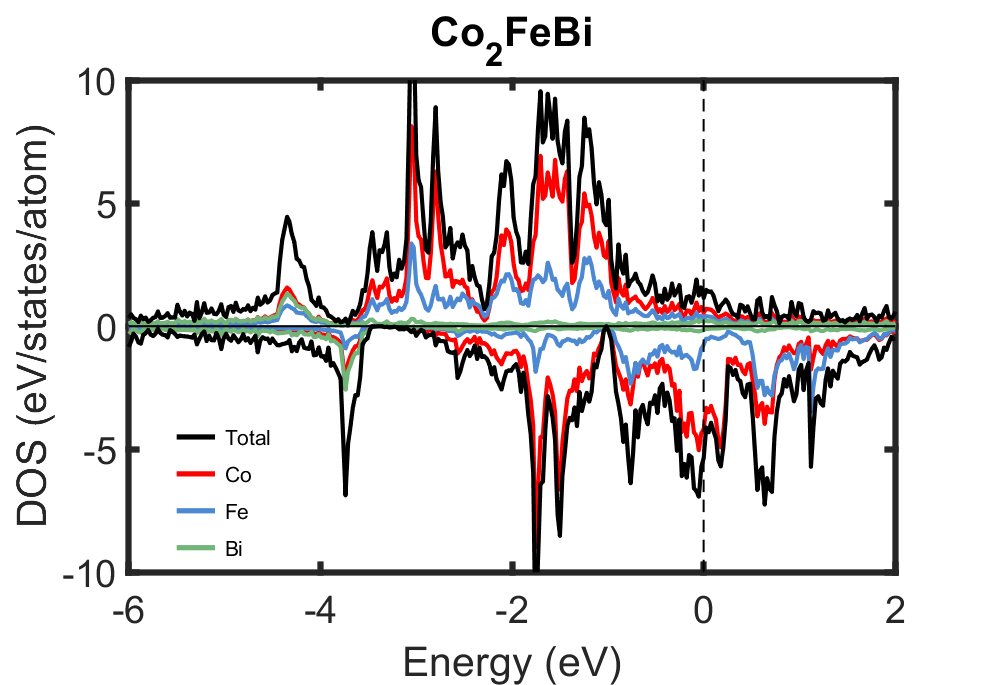 Co2FeBi
10
5
0
-5
-10
DOS (eV/states/atom)
Total
Co
Fe
Bi
-6 -4 -2 0 2
Energy (eV)